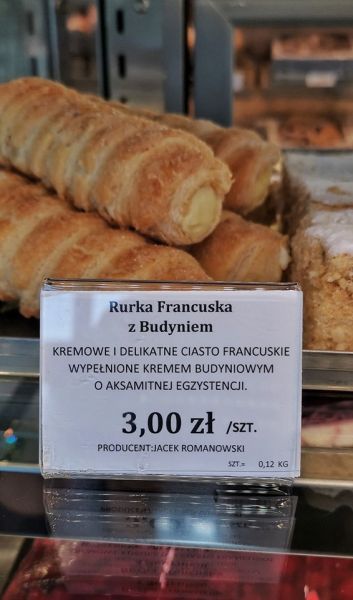 Rurka Francuska
z Budyniem
KREMOWE I DELIKATNE CIASTO FRANCUSKIE
WYPEŁNIONE KREMEM BUDYNIOWYM
O AKSAMITNEJ EGZYSTENCJI.
3,00 zł /SZT.
PRODUCENT:JACEK ROMANOWSKI
SZT.= 0,12 KG